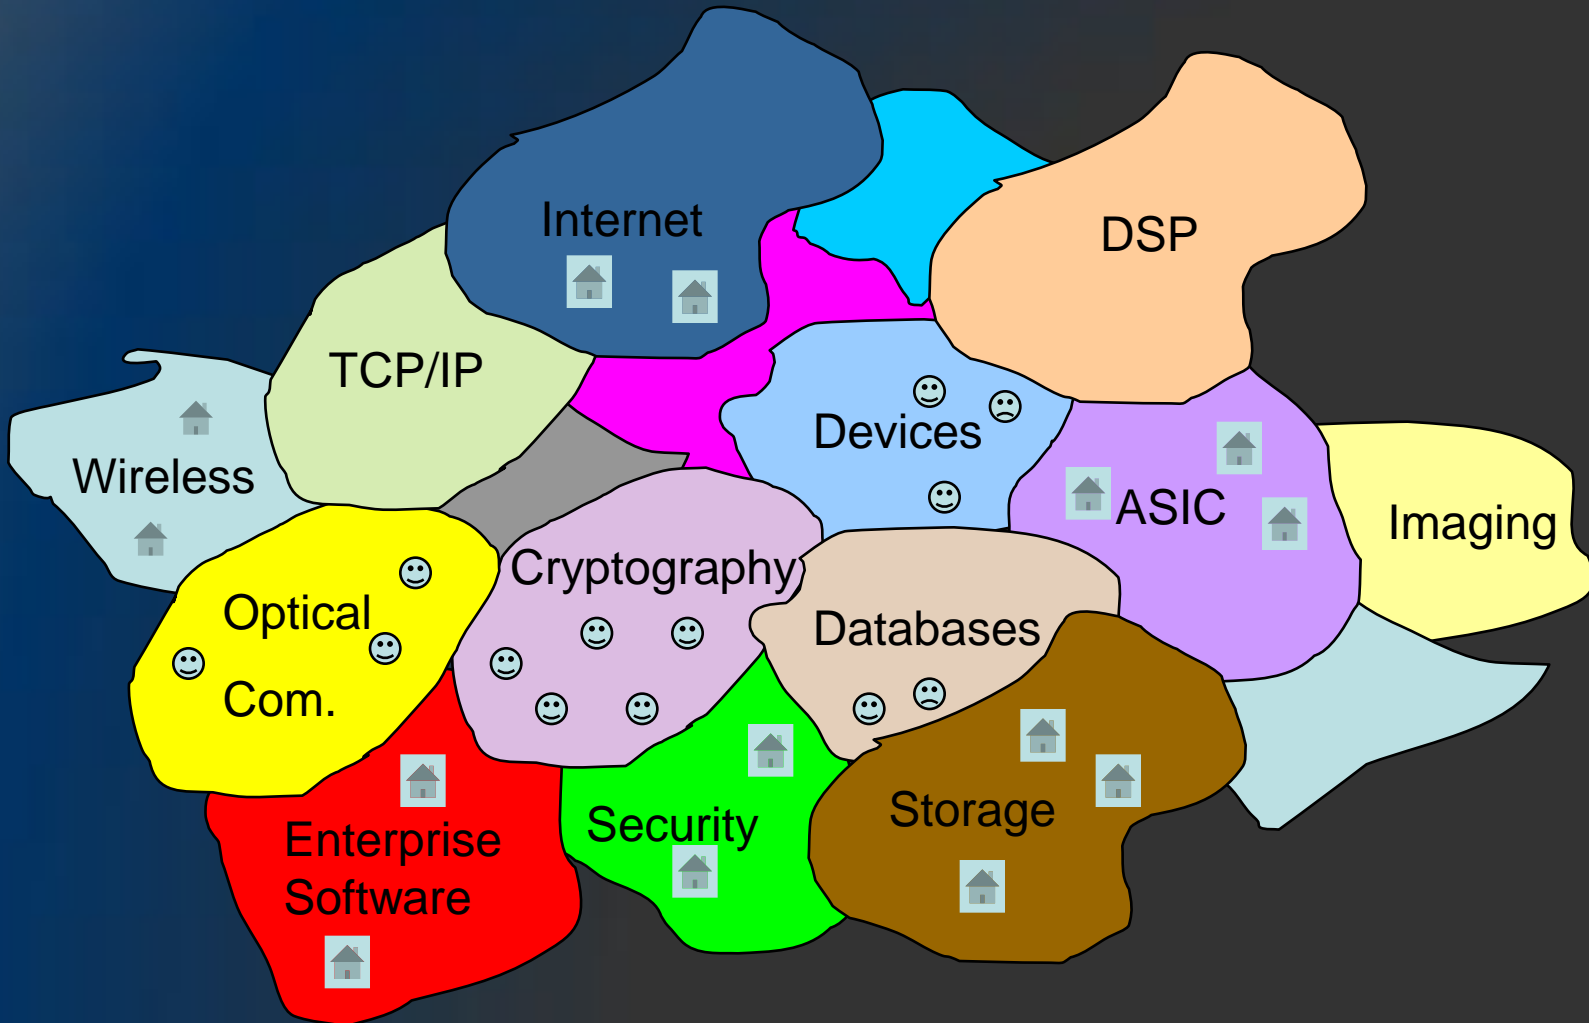 Internet
DSP
TCP/IP
Devices
Wireless
ASIC
Imaging
Cryptography
Optical
Com.
Databases
Enterprise
Software
Security
Storage